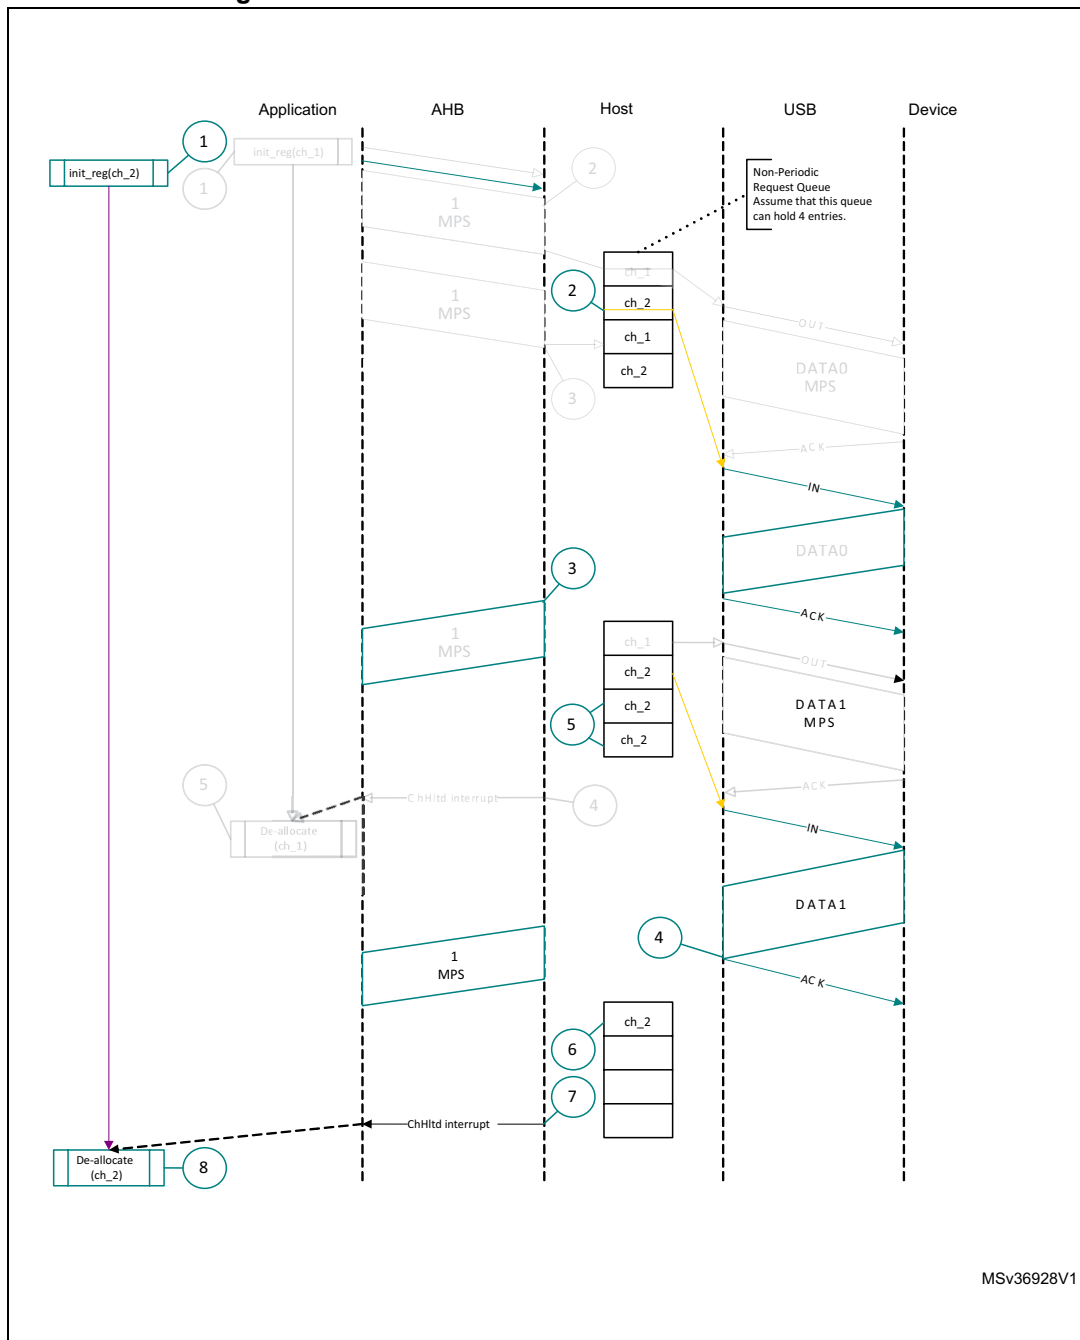 Application AHB Host USB Device
1
init_reg(ch_1)
init_reg(ch_2)
1
2
Non-Periodic
Request Queue
Assume that this queue
can hold 4 entries.
1
MPS
ch_1
2
ch_2
1
MPS
ch_1
ch_2
3
OUT
DATA0
MPS
ACK
IN
DATA0
3
ACK
1
MPS
ch_1
ch_2
ch_2
ch_2
5
OUT
DATA1
MPS
ACK
5
ChHltd interrupt
4
De-allocate
(ch_1)
IN
DATA1
4
1
MPS
ACK
ch_2
6
7
ChHltd interrupt
De-allocate
(ch_2)
8
MSv36928V1